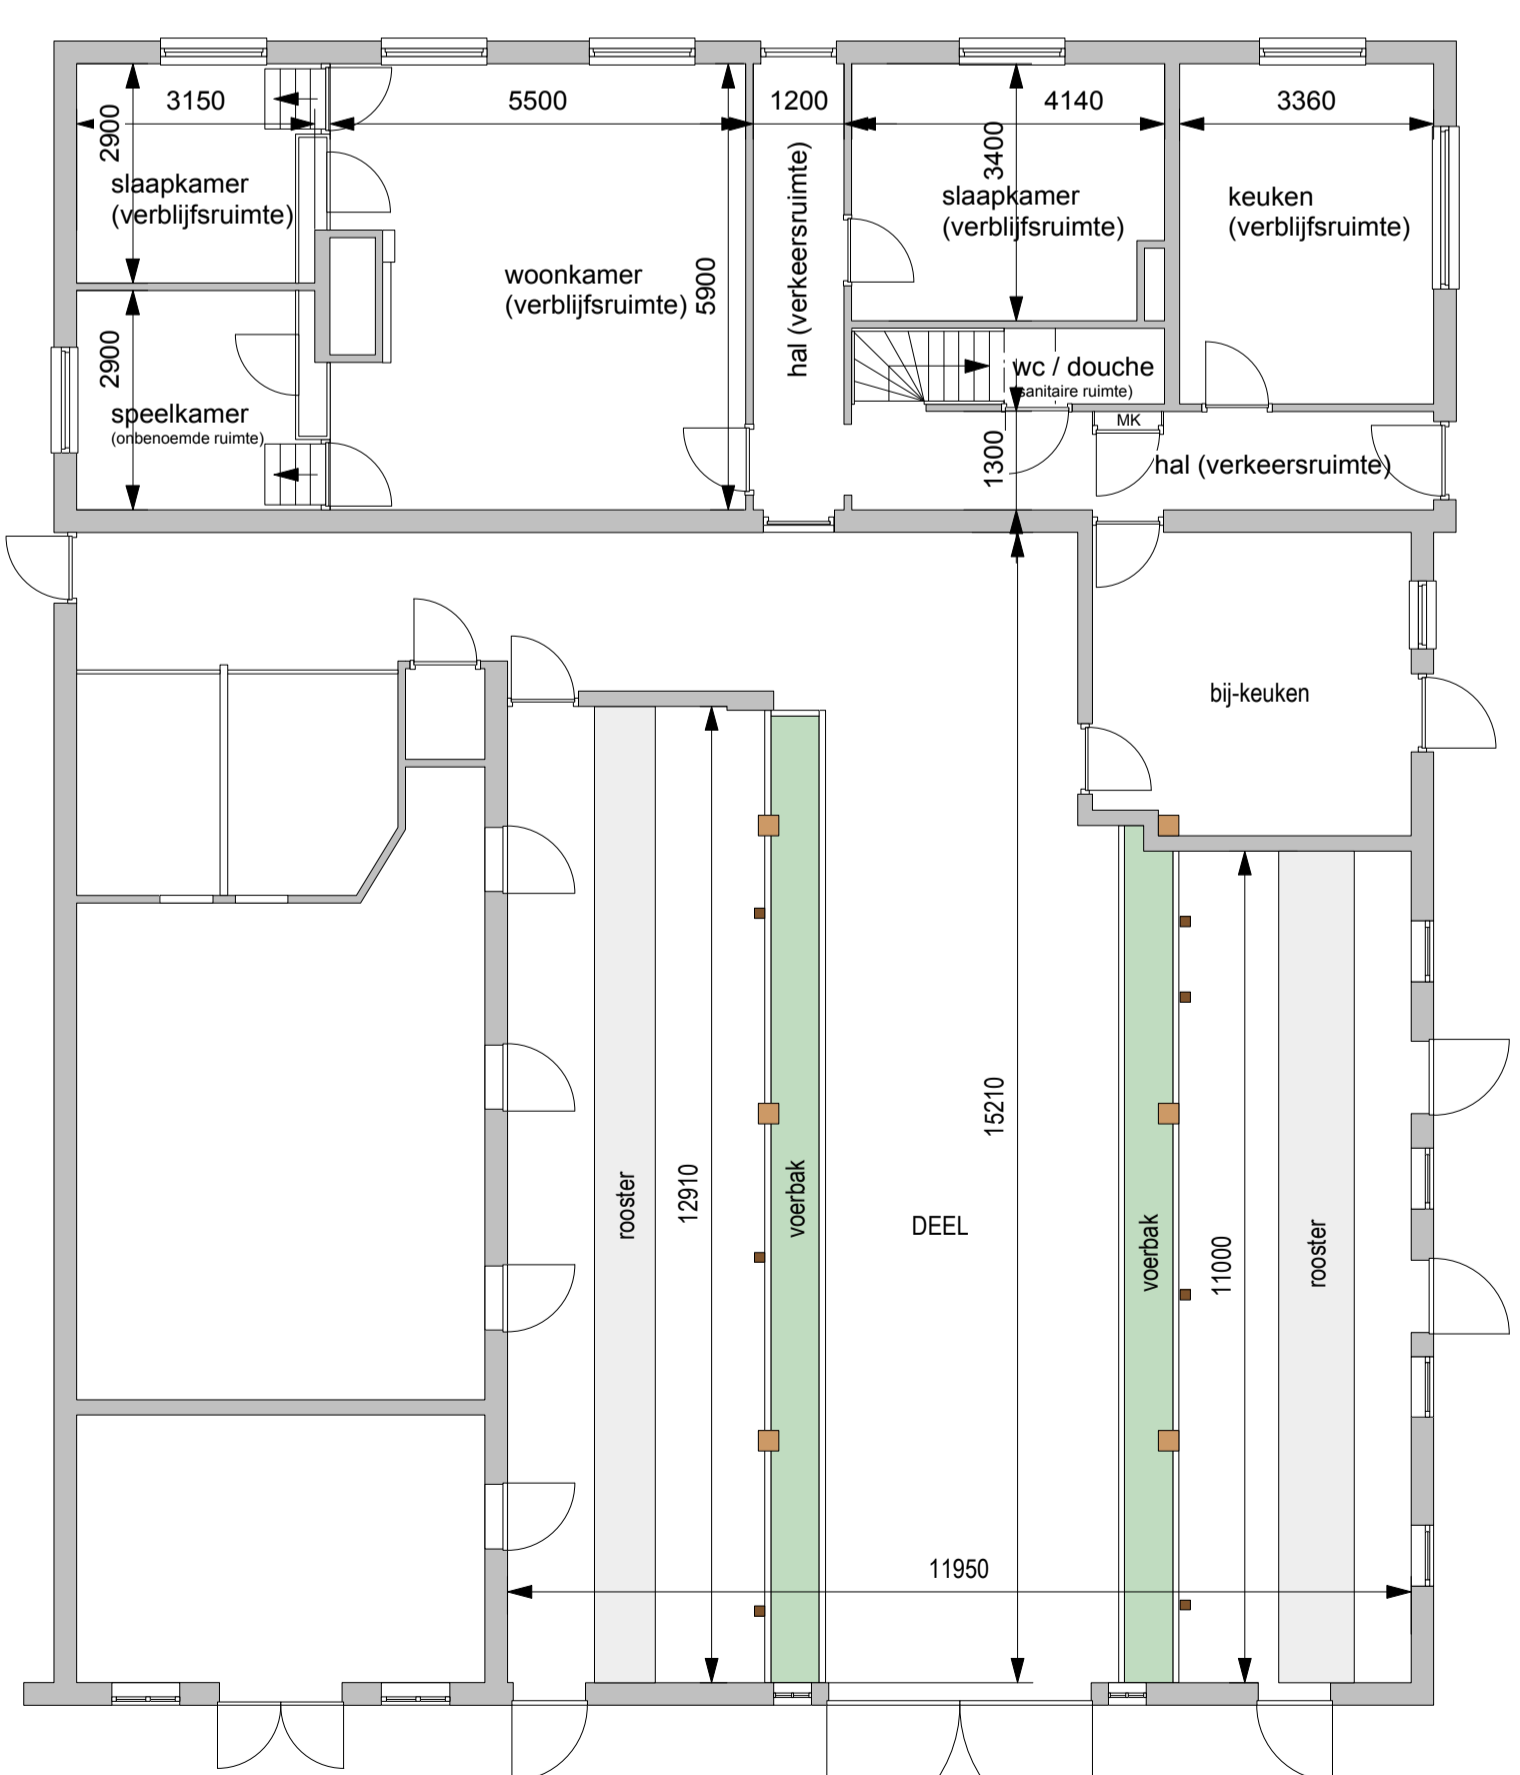 3150
5500
1200
4140
3360
2900
3400
slaapkamer
(verblijfsruimte)
slaapkamer
(verblijfsruimte)
keuken
(verblijfsruimte)
hal (verkeersruimte)
woonkamer
(verblijfsruimte)
5900
2900
speelkamer
(onbenoemde ruimte)
wc / douche
sanitaire ruimte)
MK
1300
hal (verkeersruimte)
bij-keuken
rooster
12910
voerbak
DEEL
15210
voerbak
11000
rooster
11950